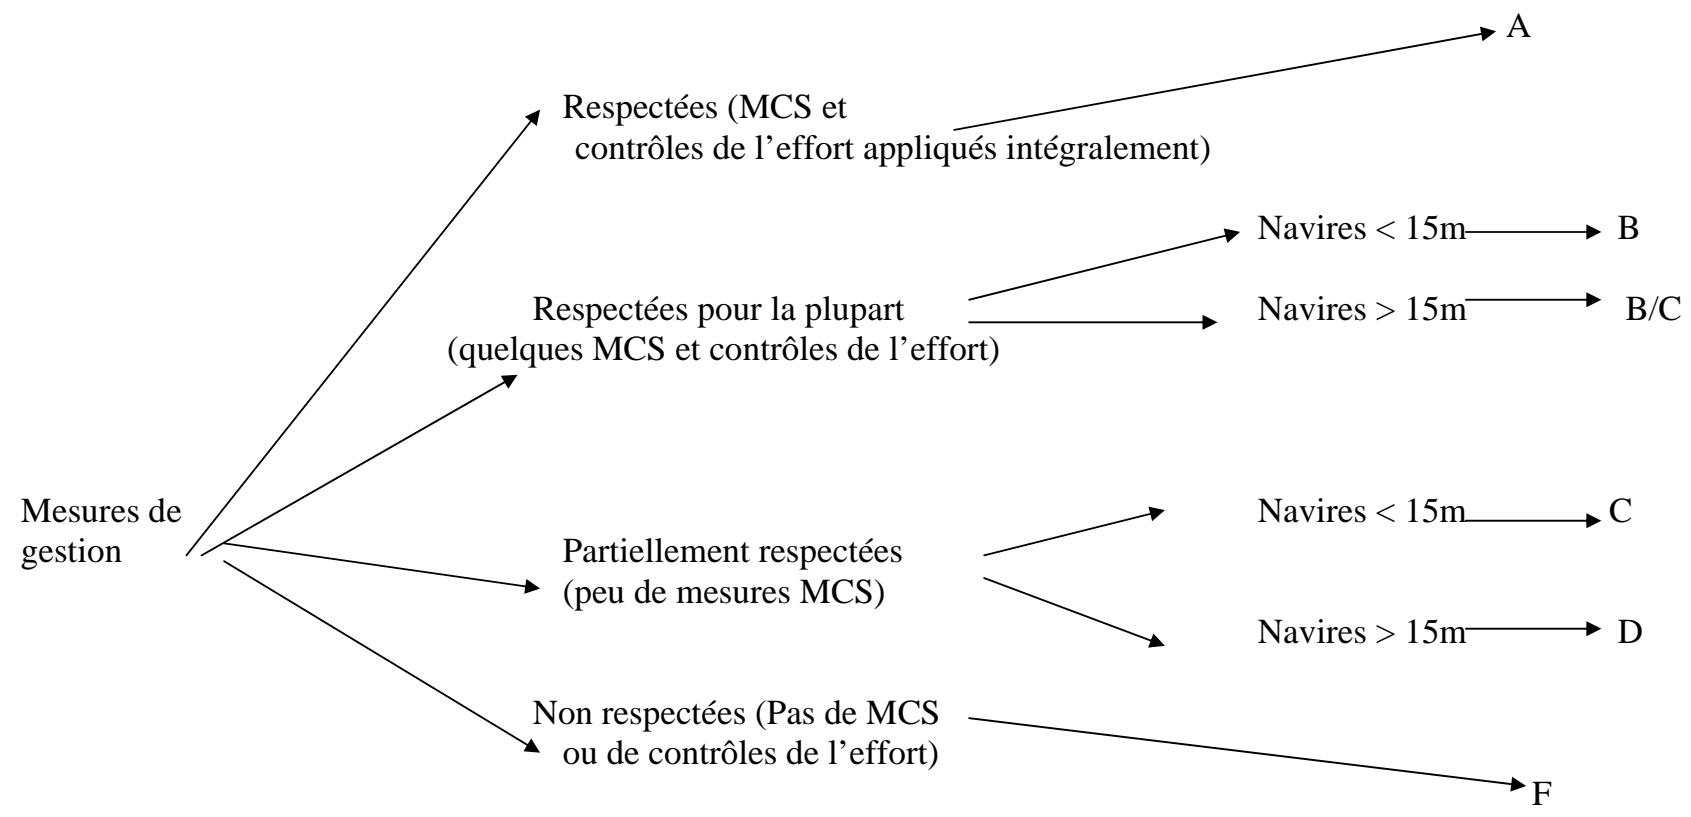 A
Respectées (MCS et
contrôles de l’effort appliqués intégralement)
Navires < 15m
B
Respectées pour la plupart
(quelques MCS et contrôles de l’effort)
Navires > 15m
B/C
Mesures de
gestion
Navires < 15m
C
Partiellement respectées
(peu de mesures MCS)
Navires > 15m
D
Non respectées (Pas de MCS
ou de contrôles de l’effort)
F